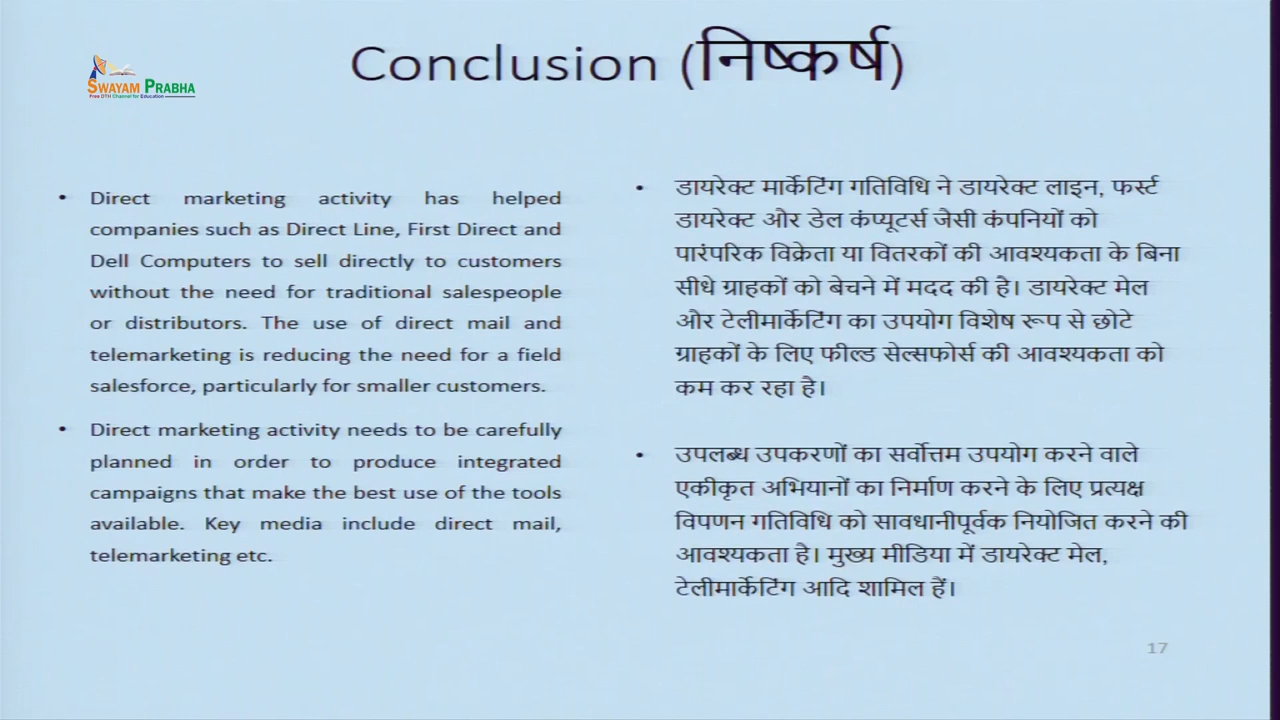 Conclusion (निष्कर्ष)
SWAYAM PRABHA
Free DTH Channel for Education
• Direct marketing activity has helped
companies such as Direct Line, First Direct and
Dell Computers to sell directly to customers
without the need for traditional salespeople
or distributors. The use of direct mail and
telemarketing is reducing the need for a field
salesforce, particularly for smaller customers.
• Direct marketing activity needs to be carefully
planned in order to produce integrated
campaigns that make the best use of the tools
available. Key media include direct mail,
telemarketing etc.
• डायरेक्ट मार्केटिंग गतिविधि ने डायरेक्ट लाइन, फर्स्ट
डायरेक्ट और डेल कंप्यूटर्स जैसी कंपनियों को
पारंपरिक विक्रेता या वितरकों की आवश्यकता के बिना
सीधे ग्राहकों को बेचने में मदद की है। डायरेक्ट मेल
और टेलीमार्केटिंग का उपयोग विशेष रूप से छोटे
ग्राहकों के लिए फील्ड सेल्सफोर्स की आवश्यकता को
कम कर रहा है।
• उपलब्ध उपकरणों का सर्वोत्तम उपयोग करने वाले
एकीकृत अभियानों का निर्माण करने के लिए प्रत्यक्ष
विपणन गतिविधि को सावधानीपूर्वक नियोजित करने की
आवश्यकता है। मुख्य मीडिया में डायरेक्ट मेल,
टेलीमार्केटिंग आदि शामिल हैं।
17